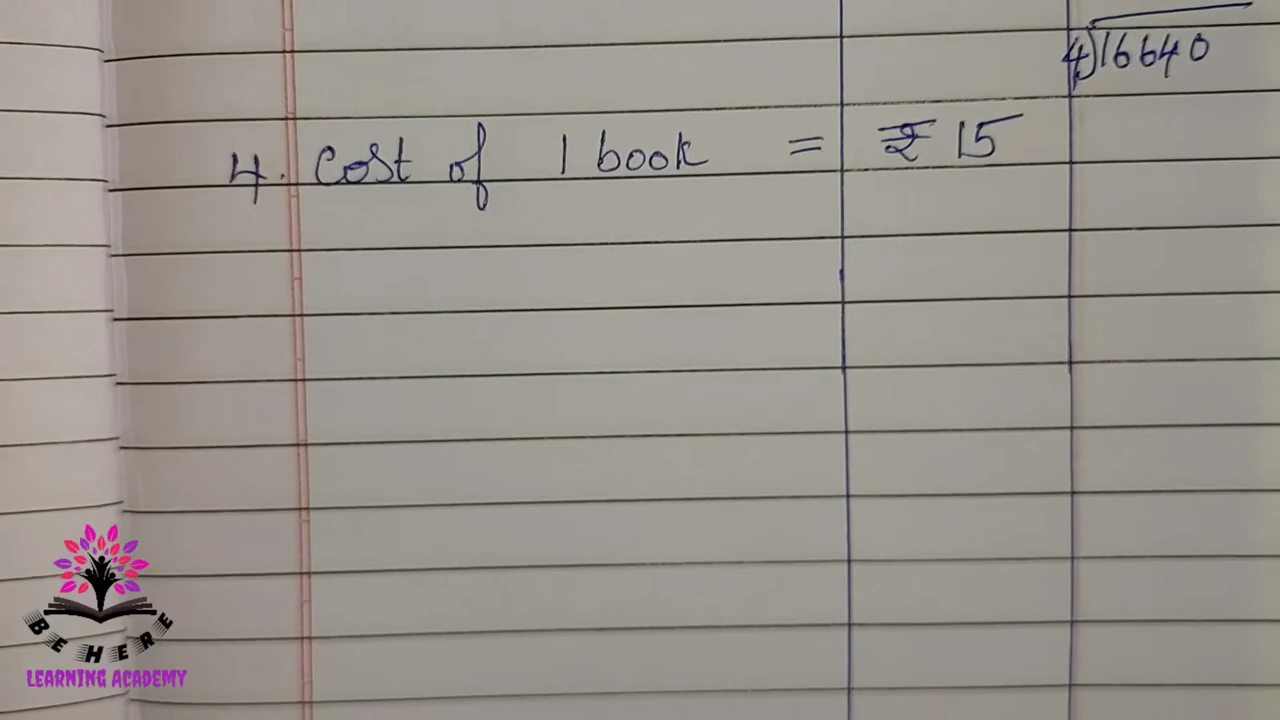 4)16640
4. Cost of 1 book = ₹ 15
BE HERE
LEARNING ACADEMY